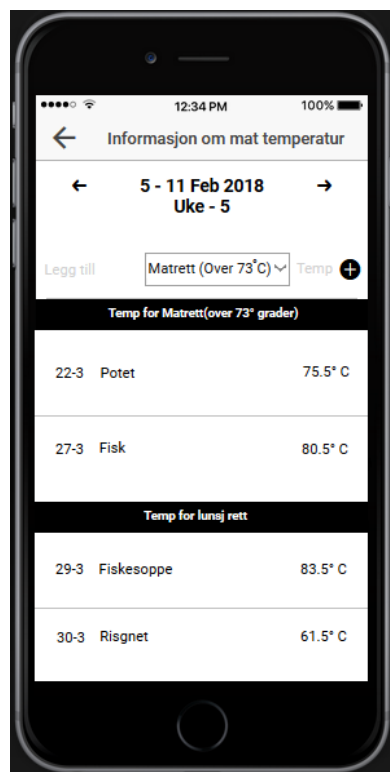 12:34 PM 100%
Informasjon om mat temperatur
5 - 11 Feb 2018
Uke - 5
Legg till Matrett (Over 73°C) Temp
Temp for Matrett(over 73° grader)
22-3 Potet 75.5° C
27-3 Fisk 80.5° C
Temp for lunsj rett
29-3 Fiskesoppe 83.5° C
30-3 Risgnet 61.5° C